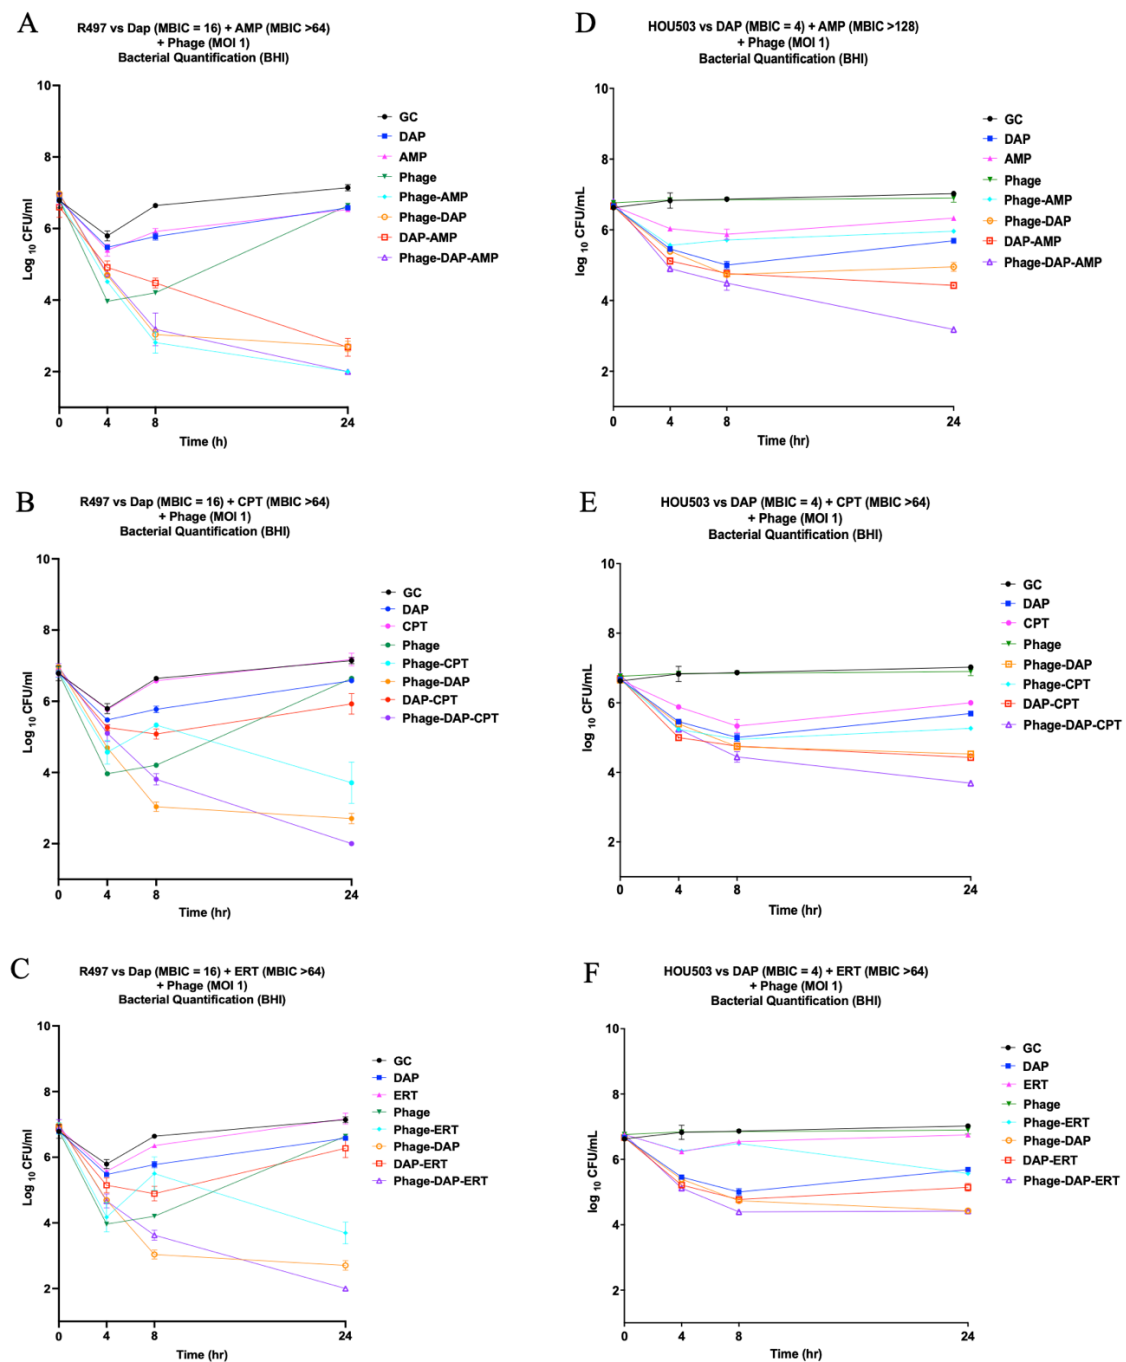 A
R497 vs Dap (MBIC = 16) + AMP (MBIC >64)
+ Phage (MOI 1)
Bacterial Quantification (BHI)
Log 10 CFU/ml
10
8
6
4
2
0
4
8
24
Time (h)
GC
DAP
AMP
Phage
Phage-AMP
Phage-DAP
DAP-AMP
Phage-DAP-AMP
D
HOU503 vs DAP (MBIC = 4) + AMP (MBIC >128)
+ Phage (MOI 1)
Bacterial Quantification (BHI)
log 10 CFU/mL
10
8
6
4
2
0
4
8
24
Time (hr)
GC
DAP
AMP
Phage
Phage-AMP
Phage-DAP
DAP-AMP
Phage-DAP-AMP
B
R497 vs Dap (MBIC = 16) + CPT (MBIC >64)
+ Phage (MOI 1)
Bacterial Quantification (BHI)
Log 10 CFU/ml
10
8
6
4
2
0
4
8
24
Time (hr)
GC
DAP
CPT
Phage
Phage-CPT
Phage-DAP
DAP-CPT
Phage-DAP-CPT
E
HOU503 vs DAP (MBIC = 4) + CPT (MBIC >64)
+ Phage (MOI 1)
Bacterial Quantification (BHI)
log 10 CFU/mL
10
8
6
4
2
0
4
8
24
Time (hr)
GC
DAP
CPT
Phage
Phage-DAP
Phage-CPT
DAP-CPT
Phage-DAP-CPT
C
R497 vs Dap (MBIC = 16) + ERT (MBIC >64)
+ Phage (MOI 1)
Bacterial Quantification (BHI)
Log 10 CFU/ml
10
8
6
4
2
0
4
8
24
Time (hr)
GC
DAP
ERT
Phage
Phage-ERT
Phage-DAP
DAP-ERT
Phage-DAP-ERT
F
HOU503 vs DAP (MBIC = 4) + ERT (MBIC >64)
+ Phage (MOI 1)
Bacterial Quantification (BHI)
log 10 CFU/mL
10
8
6
4
2
0
4
8
24
Time (hr)
GC
DAP
ERT
Phage
Phage-ERT
Phage-DAP
DAP-ERT
Phage-DAP-ERT